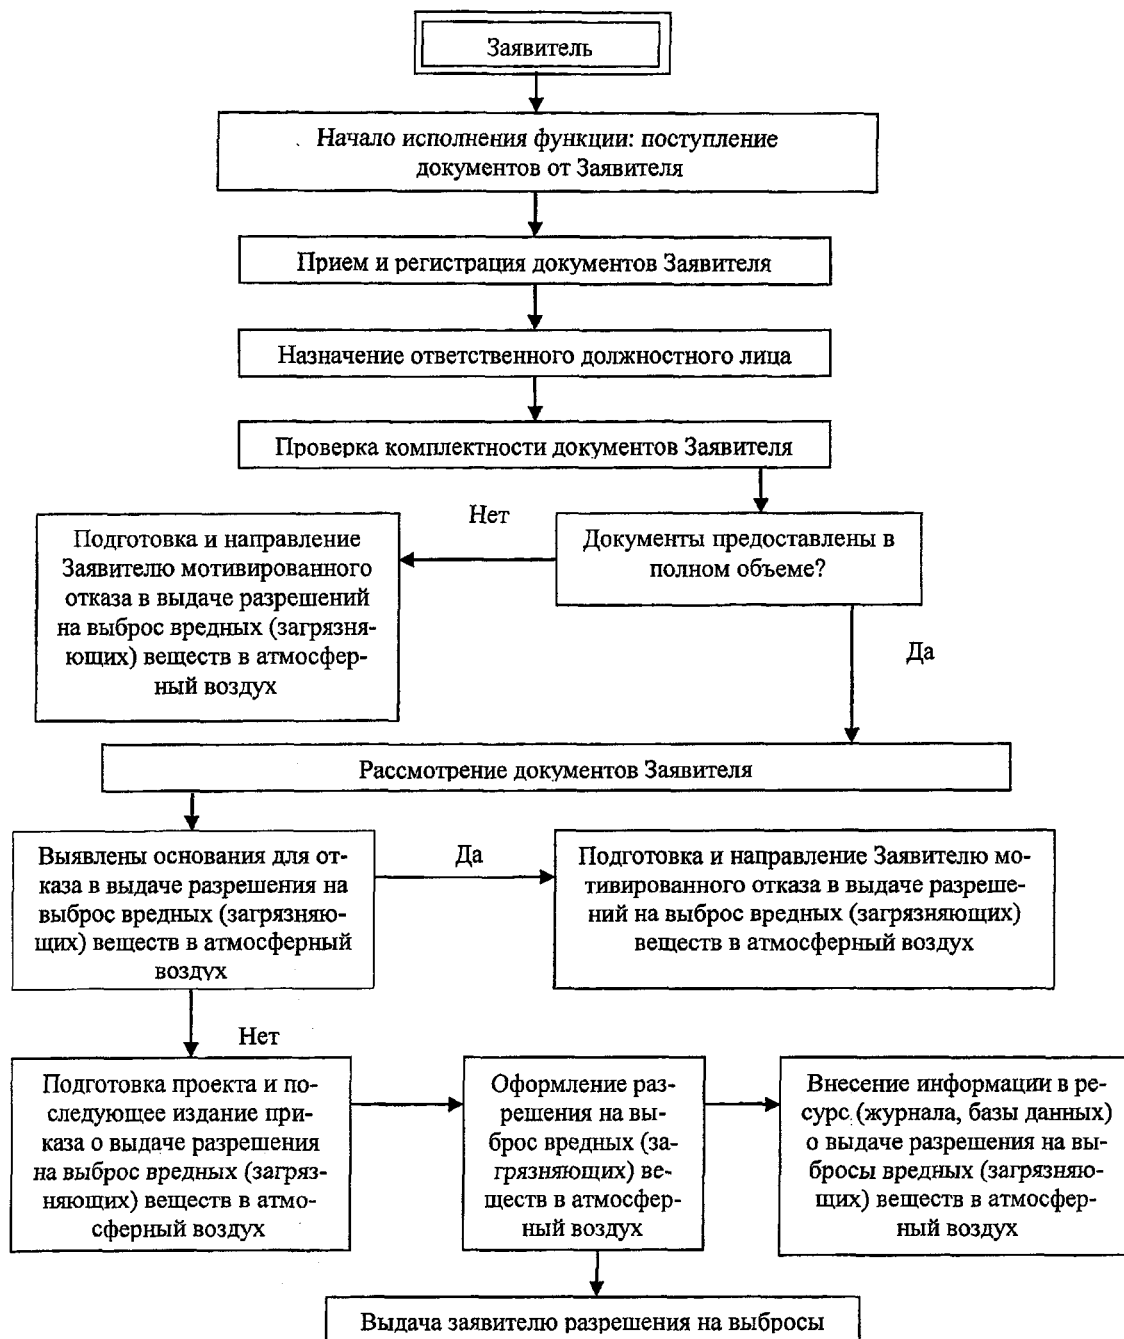 Заявитель
Начало исполнения функции: поступление
документов от Заявителя
Прием и регистрация документов Заявителя
Назначение ответственного должностного лица
Проверка комплектности документов Заявителя
Нет
Подготовка и направление
Заявителю мотивированного
отказа в выдаче разрешений
на выброс вредных (загрязня-
ющих) веществ в атмосфер-
ный воздух
Документы предоставлены в
полном объеме?
Да
Рассмотрение документов Заявителя
Выявлены основания для от-
каза в выдаче разрешения на
выброс вредных (загрязняю-
щих) веществ в атмосферный
воздух
Да
Подготовка и направление Заявителю мо-
тивированного отказа в выдаче разреше-
ний на выброс вредных (загрязняющих)
веществ в атмосферный воздух
Нет
Подготовка проекта и по-
следующее издание при-
каза о выдаче разрешения
на выброс вредных (загряз-
няющих) веществ в атмо-
сферный воздух
Оформление раз-
решения на вы-
брос вредных (за-
грязняющих) ве-
ществ в атмосфер-
ный воздух
Внесение информации в ре-
сурс (журнала, базы данных)
о выдаче разрешения на вы-
бросы вредных (загрязняю-
щих) веществ в атмосфер-
ный воздух
Выдача заявителю разрешения на выбросы